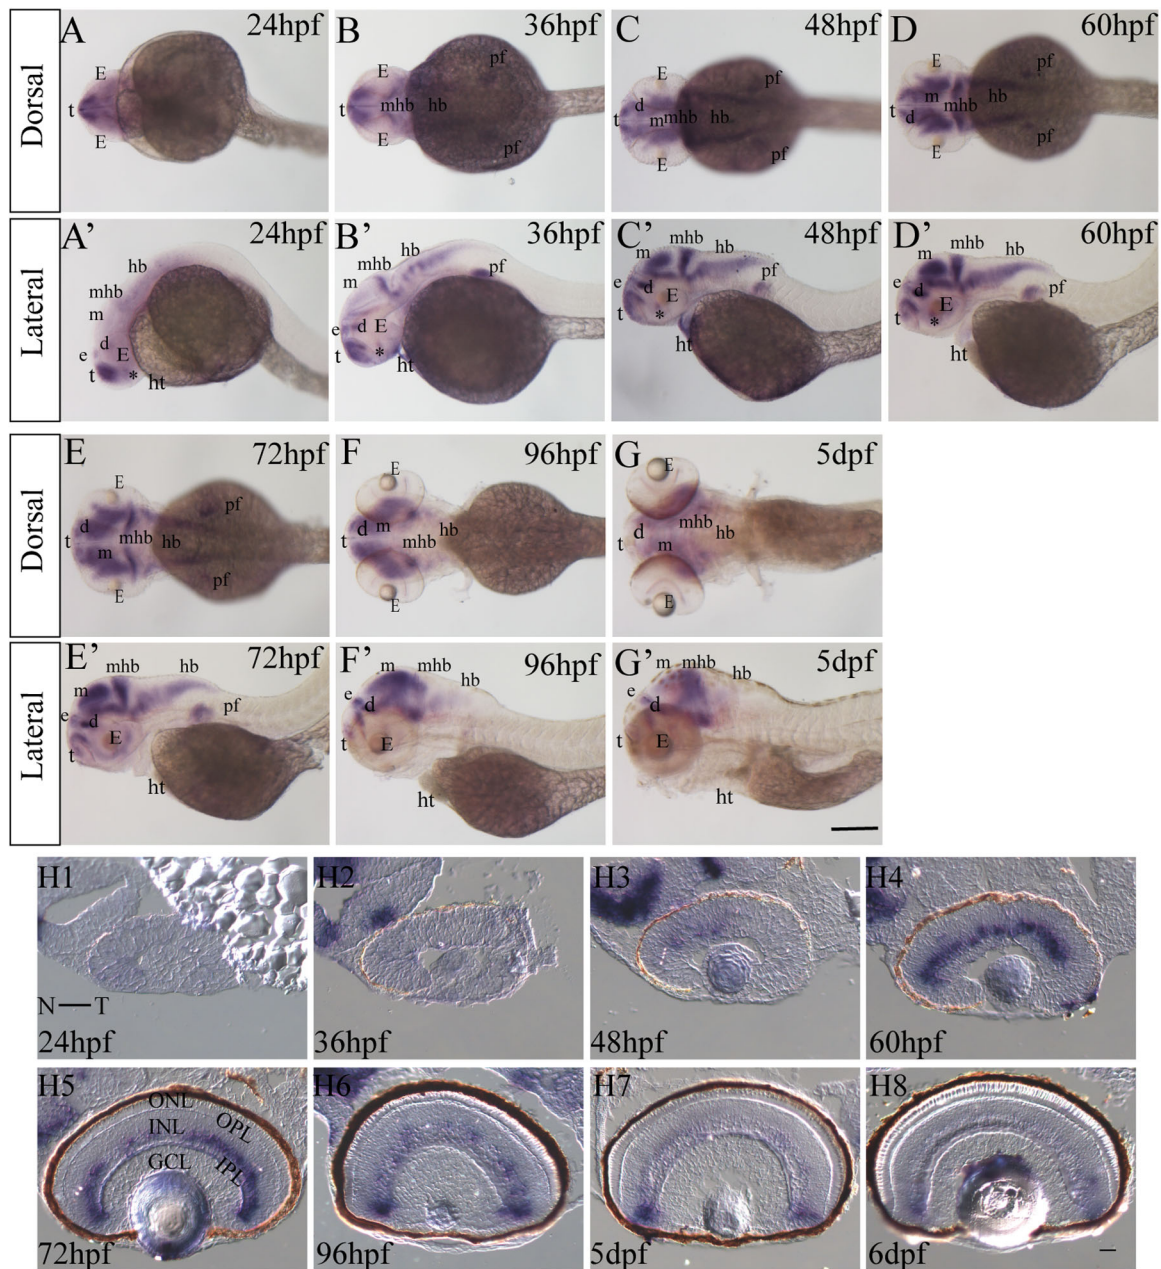 Dorsal
A
24hpf
E
t
E
B
36hpf
E
pf
t
mhb
hb
E
pf
C
48hpf
E
pf
d
t
m
mhb
hb
E
pf
D
60hpf
E
pf
m
hb
t
d
mhb
E
pf
Lateral
A’
24hpf
hb
mhb
m
d
e
E
t
*
ht
B’
36hpf
hb
mhb
m
pf
e
d
E
t
*
ht
C’
48hpf
mhb
hb
m
pf
e
d
E
t
*
ht
D’
60hpf
mhb
hb
m
pf
e
d
E
t
*
ht
Dorsal
E
72hpf
E
pf
d
t
m
mhb
hb
pf
E
F
96hpf
E
d
m
t
mhb
hb
E
G
5dpf
E
d
mhb
hb
t
m
E
Lateral
E’
72hpf
mhb
hb
m
e
d
pf
E
t
ht
F’
96hpf
m
mhb
hb
e
d
t
E
ht
G’
5dpf
m
mhb
hb
e
d
t
E
ht
H1
N
T
24hpf
H2
36hpf
H3
48hpf
H4
60hpf
H5
ONL
INL
OPL
GCL
IPL
72hpf
H6
96hpf
H7
5dpf
H8
6dpf